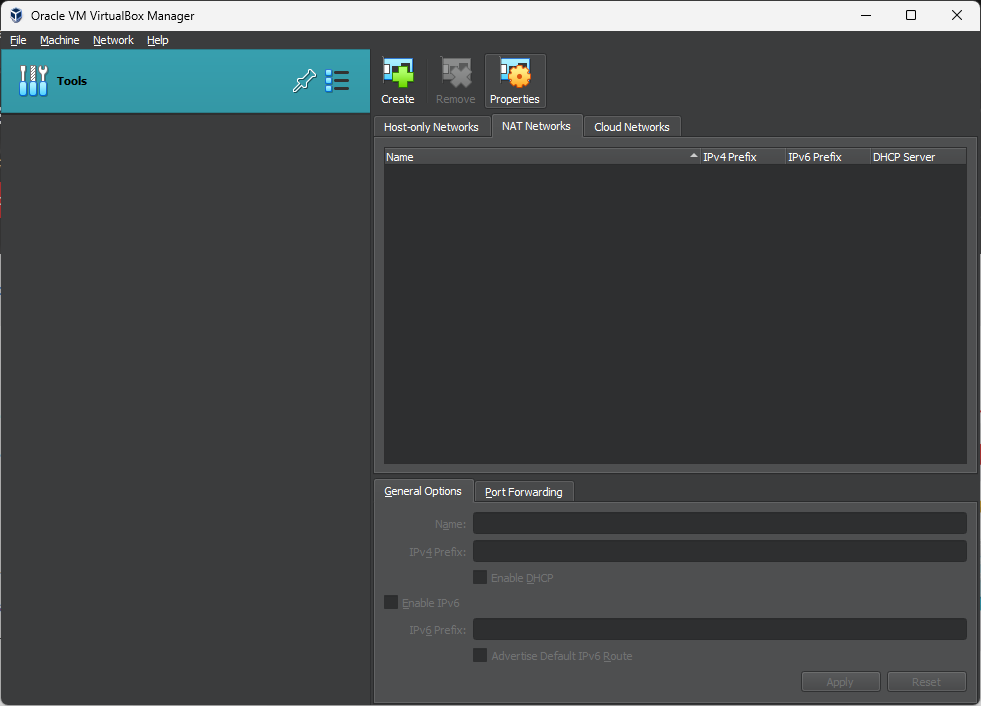 Oracle VM VirtualBox Manager
File Machine Network Help
Tools
Create Remove Properties
Host-only Networks NAT Networks Cloud Networks
Name IPv4 Prefix IPv6 Prefix DHCP Server
General Options Port Forwarding
Name:
IPv4 Prefix:
Enable DHCP
Enable IPv6
IPv6 Prefix:
Advertise Default IPv6 Route
Apply Reset